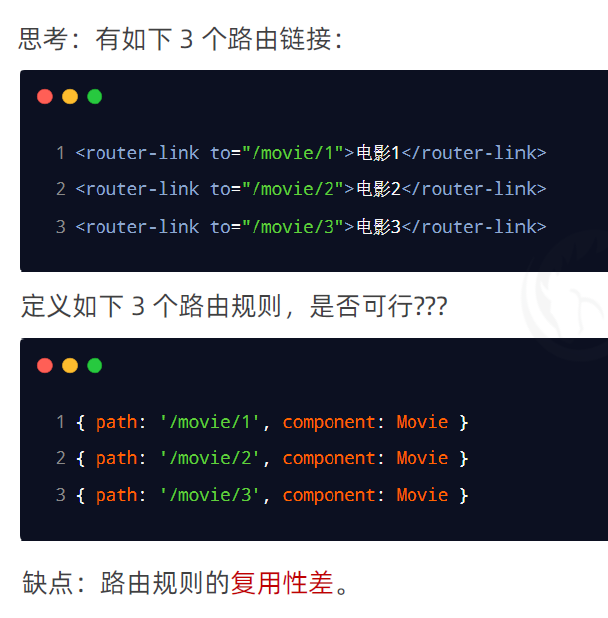 思考：有如下 3 个路由链接：
1 <router-link to="/movie/1">电影1</router-link>
2 <router-link to="/movie/2">电影2</router-link>
3 <router-link to="/movie/3">电影3</router-link>
定义如下 3 个路由规则，是否可行???
1 { path: '/movie/1', component: Movie }
2 { path: '/movie/2', component: Movie }
3 { path: '/movie/3', component: Movie }
缺点：路由规则的复用性差。